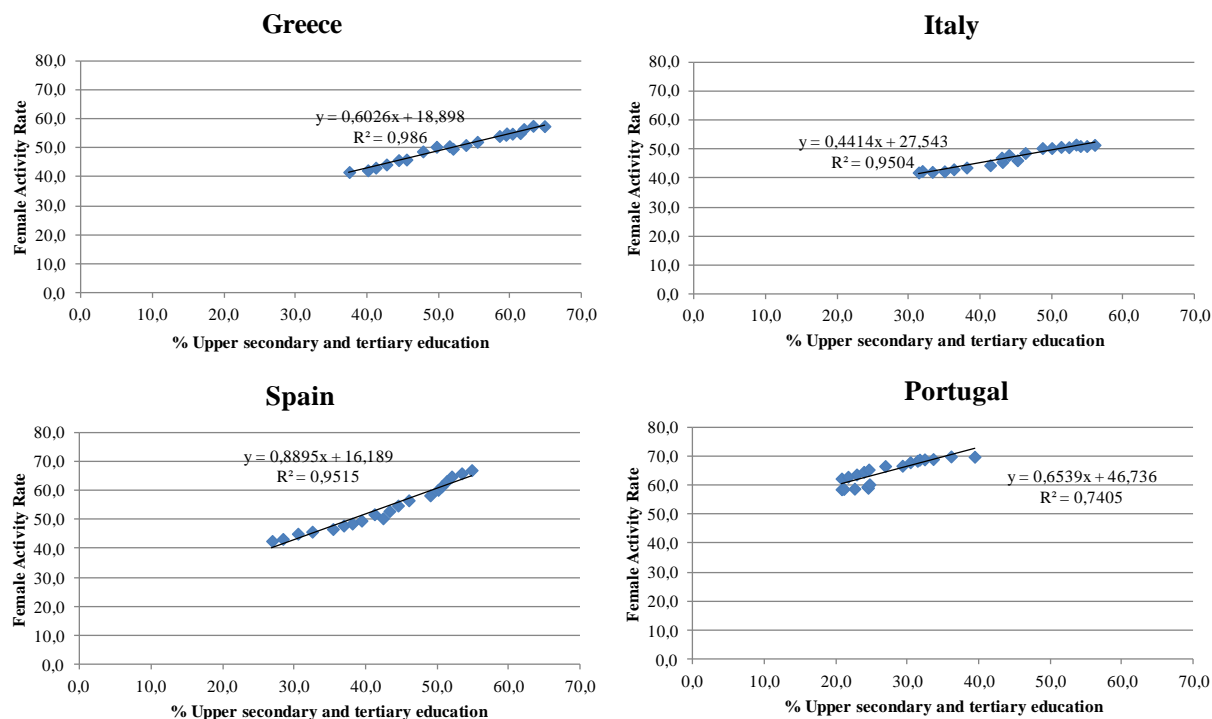 Greece
80,0
70,0
60,0
50,0
40,0
30,0
20,0
10,0
0,0
Female Activity Rate
y = 0,6026x + 18,898
R² = 0,986
0,0 10,0 20,0 30,0 40,0 50,0 60,0 70,0
% Upper secondary and tertiary education
Italy
80,0
70,0
60,0
50,0
40,0
30,0
20,0
10,0
0,0
Female Activity Rate
y = 0,4414x + 27,543
R² = 0,9504
0,0 10,0 20,0 30,0 40,0 50,0 60,0 70,0
% Upper secondary and tertiary education
Spain
80,0
70,0
60,0
50,0
40,0
30,0
20,0
10,0
0,0
Female Activity Rate
y = 0,8895x + 16,189
R² = 0,9515
0,0 10,0 20,0 30,0 40,0 50,0 60,0 70,0
% Upper secondary and tertiary education
Portugal
80,0
70,0
60,0
50,0
40,0
30,0
20,0
10,0
0,0
Female Activity Rate
y = 0,6539x + 46,736
R² = 0,7405
0,0 10,0 20,0 30,0 40,0 50,0 60,0 70,0
% Upper secondary and tertiary education